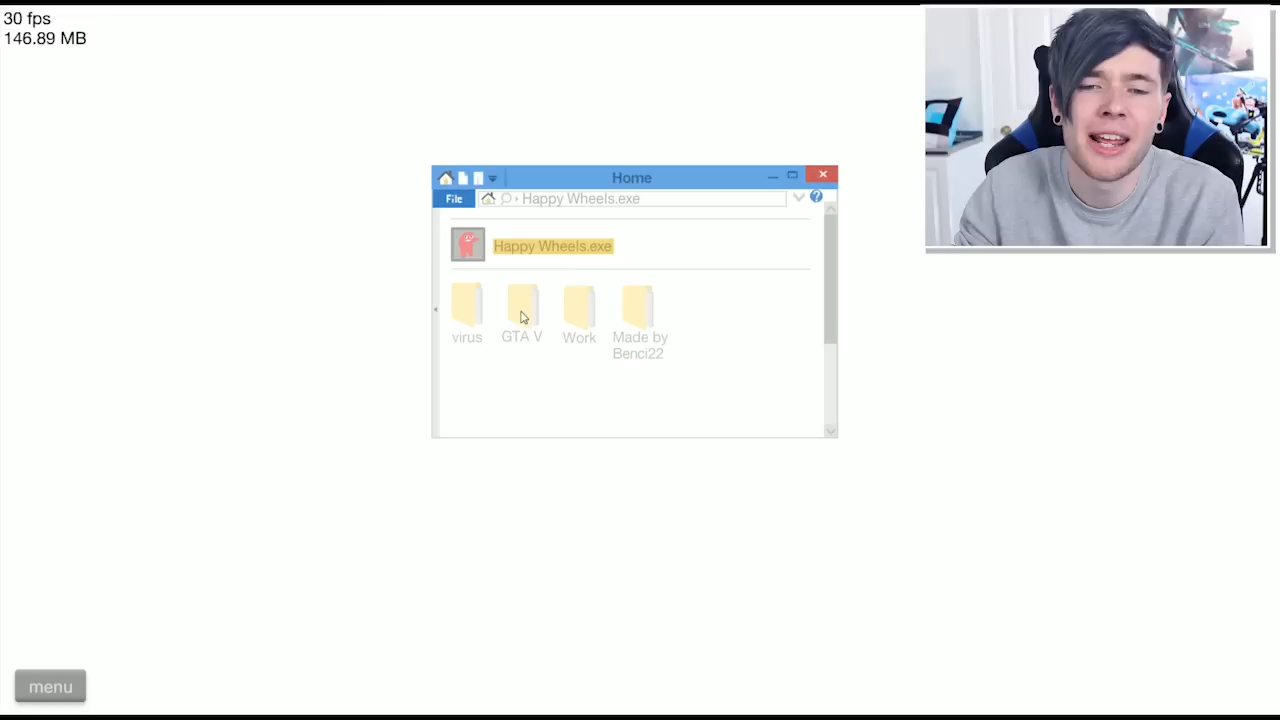 30 fps
146.89 MB
Home
File
Happy Wheels.exe
Happy Wheels.exe
virus
GTA V
Work
Made by
Benci22
menu